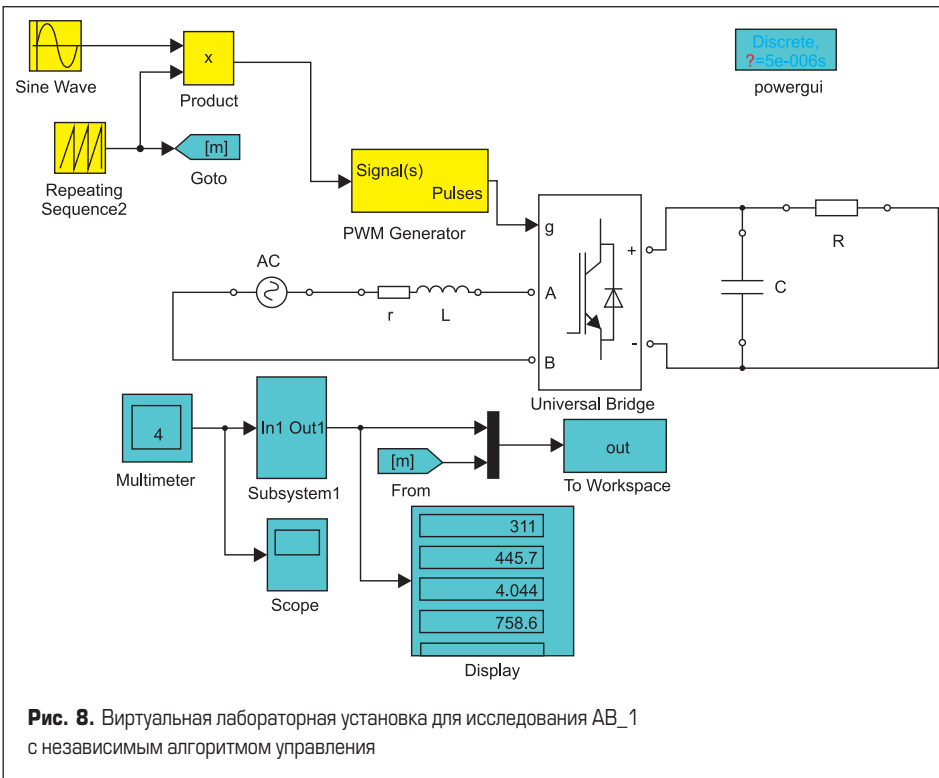 Sine Wave
x
Product
Repeating
Sequence2
[m]
Goto
Discrete,
?=5e-006s
powergui
Signal(s)
Pulses
PWM Generator
g
A
B
+
-
Universal Bridge
AC
r
L
R
C
4
Multimeter
In1 Out1
Subsystem1
Scope
[m]
From
out
To Workspace
311
445.7
4.044
758.6
Display
Рис. 8. Виртуальная лабораторная установка для исследования АВ_1
с независимым алгоритмом управления